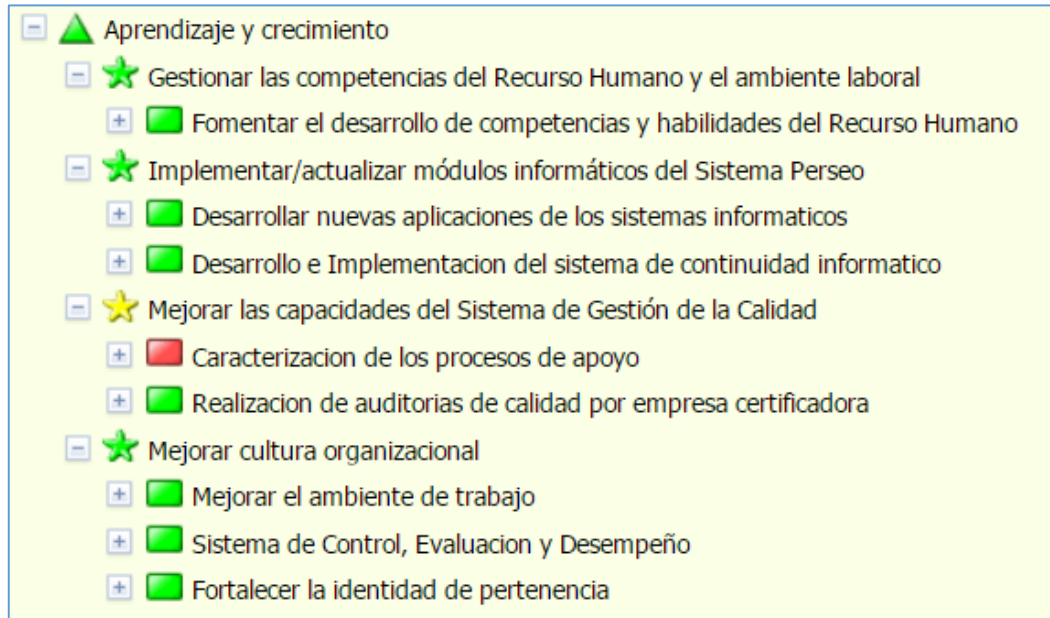 Aprendizaje y crecimiento
Gestionar las competencias del Recurso Humano y el ambiente laboral
Fomentar el desarrollo de competencias y habilidades del Recurso Humano
Implementar/actualizar módulos informáticos del Sistema Perseo
Desarrollar nuevas aplicaciones de los sistemas informaticos
Desarrollo e Implementacion del sistema de continuidad informatico
Mejorar las capacidades del Sistema de Gestión de la Calidad
Caracterizacion de los procesos de apoyo
Realizacion de auditorias de calidad por empresa certificadora
Mejorar cultura organizacional
Mejorar el ambiente de trabajo
Sistema de Control, Evaluacion y Desempeño
Fortalecer la identidad de pertenencia